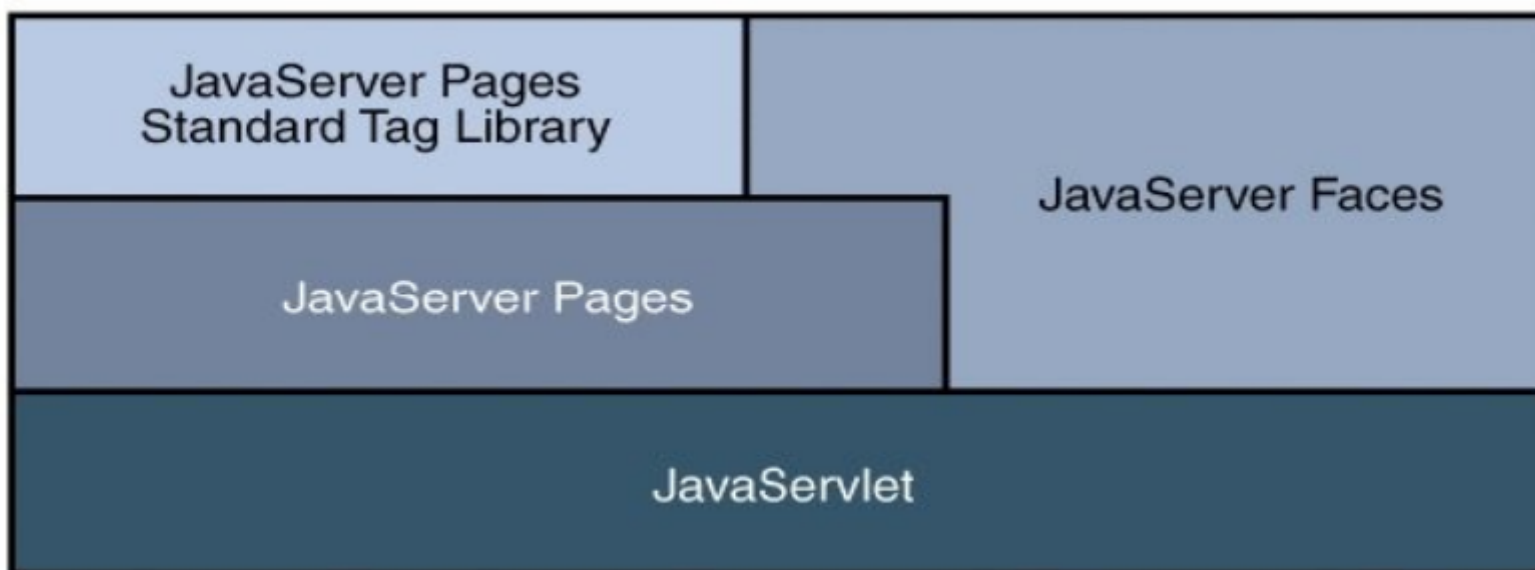 JavaServer Pages
Standard Tag Library
JavaServer Faces
JavaServer Pages
JavaServlet